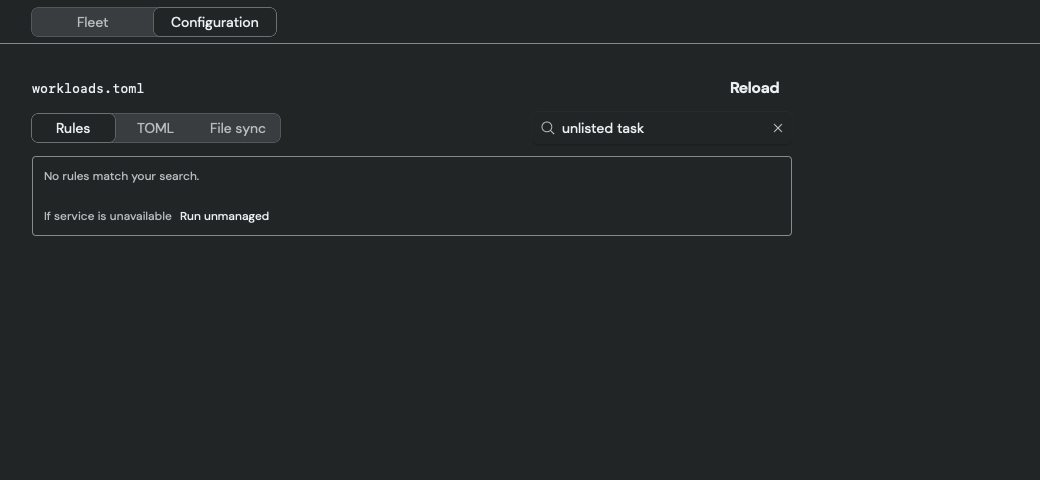 Fleet Configuration
workloads.toml Reload
Rules TOML File sync unlisted task
No rules match your search.
If service is unavailable Run unmanaged